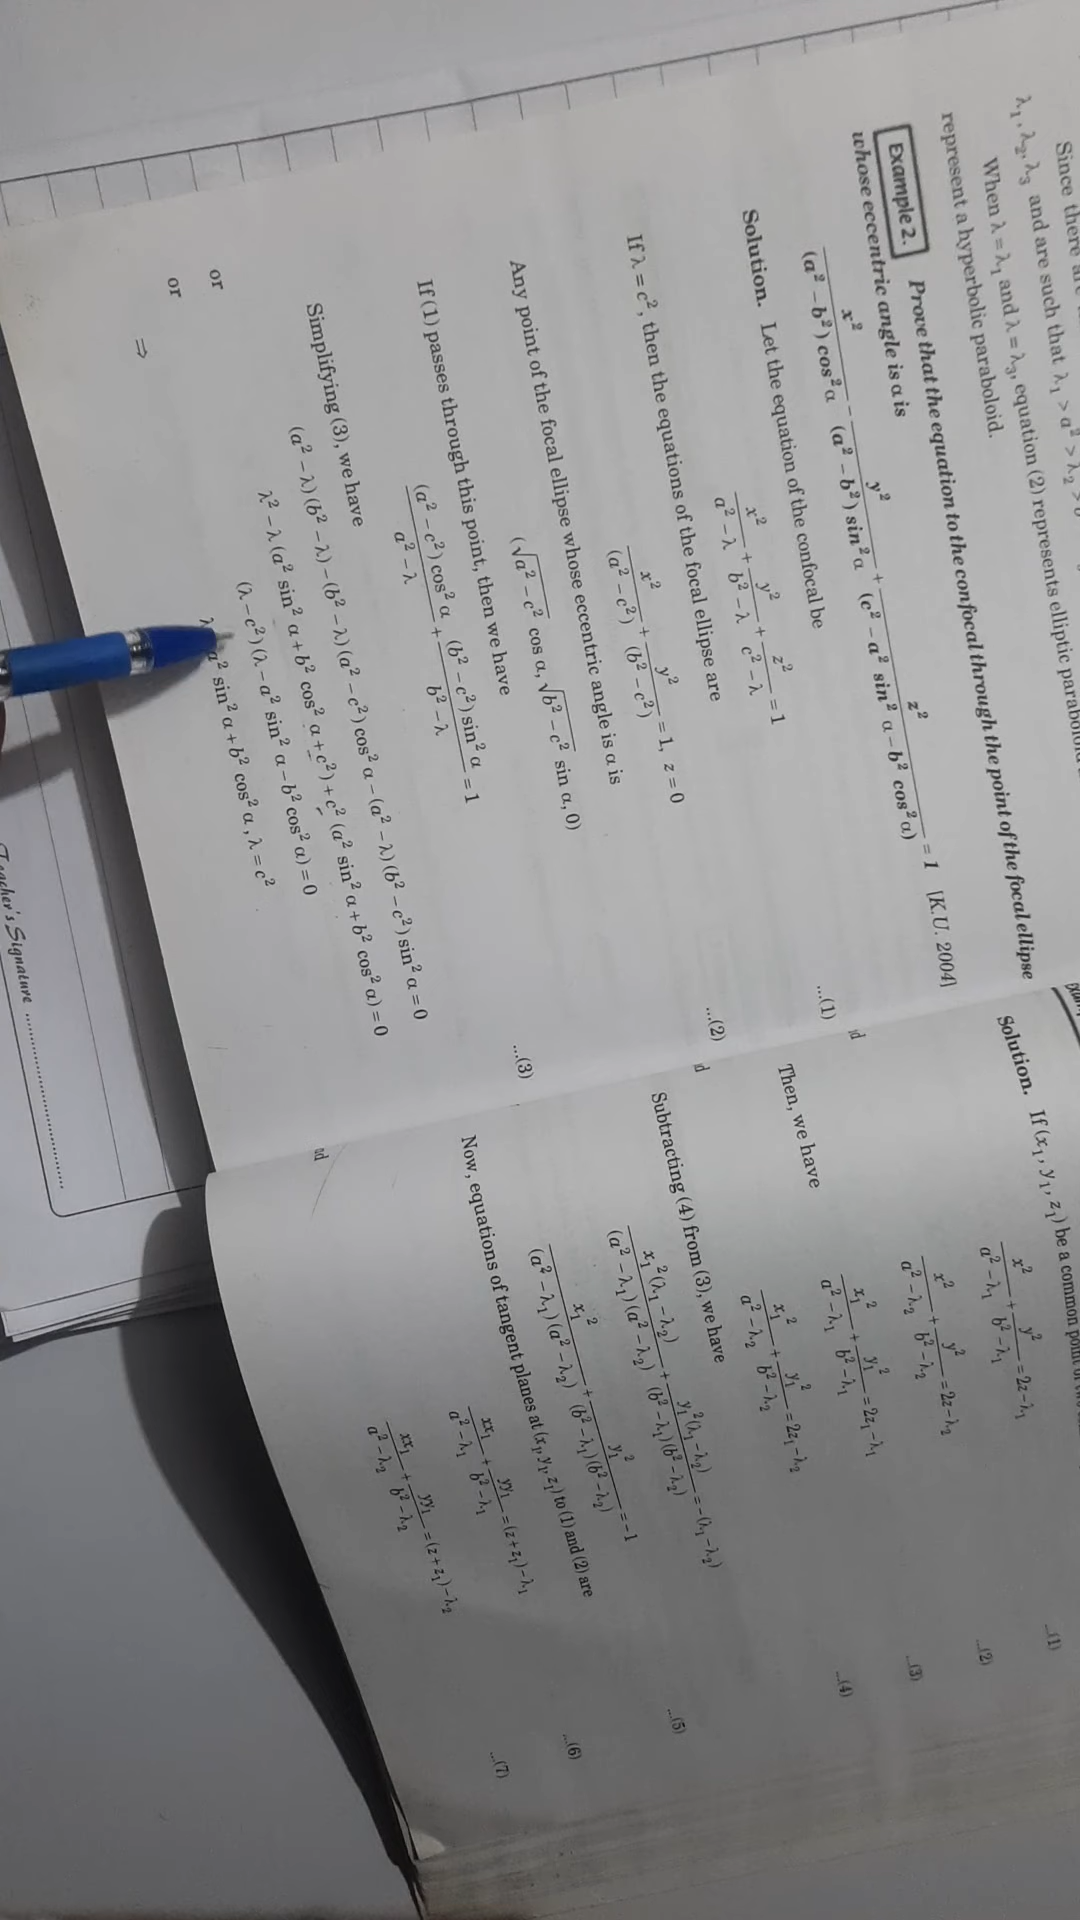 Since there are
λ₁, λ₂, λ₃ and are such that λ₁ > a² > λ₂ >
When λ = λ₁ and λ = λ₃, equation (2) represents elliptic paraboloid
represent a hyperbolic paraboloid.
Example 2. Prove that the equation to the confocal through the point of the focal ellipse
whose eccentric angle is α is
x²/((a² – b²) cos² α) – y²/((a² – b²) sin² α) + z²/((c² – a² sin² α – b² cos² α)) = 1 [K.U. 2004]
Solution. Let the equation of the confocal be
x²/(a² – λ) + y²/(b² – λ) + z²/(c² – λ) = 1 ...(1)
If λ = c², then the equations of the focal ellipse are
x²/(a² – c²) + y²/(b² – c²) = 1, z = 0 ...(2)
Any point of the focal ellipse whose eccentric angle is α is
(√(a² – c²) cos α, √(b² – c²) sin α, 0)
If (1) passes through this point, then we have
(a² – c²) cos² α/(a² – λ) + (b² – c²) sin² α/(b² – λ) = 1 ...(3)
Simplifying (3), we have
(a² – λ) (b² – λ) – (b² – λ) (a² – c²) cos² α – (a² – λ) (b² – c²) sin² α = 0
λ² – λ (a² sin² α + b² cos² α + c²) + c² (a² sin² α + b² cos² α) = 0
or (λ – c²) (λ – a² sin² α – b² cos² α) = 0
or λ a² sin² α + b² cos² α, λ = c²
⇒
Teacher's Signature
Solution. If (x₁, y₁, z₁) be a common point of
x²/(a² – λ₁) + y²/(b² – λ₁) = 2z – λ₁ ...(1)
x²/(a² – λ₂) + y²/(b² – λ₂) = 2z – λ₂ ...(2)
Then, we have
x₁²/(a² – λ₁) + y₁²/(b² – λ₁) = 2z₁ – λ₁ ...(3)
x₁²/(a² – λ₂) + y₁²/(b² – λ₂) = 2z₁ – λ₂ ...(4)
Subtracting (4) from (3), we have
x₁² (λ₁ – λ₂)/((a² – λ₁) (a² – λ₂)) + y₁² (λ₁ – λ₂)/((b² – λ₁) (b² – λ₂)) = – (λ₁ – λ₂)
x₁²/((a² – λ₁) (a² – λ₂)) + y₁²/((b² – λ₁) (b² – λ₂)) = –1 ...(5)
Now, equations of tangent planes at (x₁, y₁, z₁) to (1) and (2) are
xx₁/(a² – λ₁) + yy₁/(b² – λ₁) = (z + z₁) – λ₁ ...(6)
xx₁/(a² – λ₂) + yy₁/(b² – λ₂) = (z + z₁) – λ₂ ...(7)